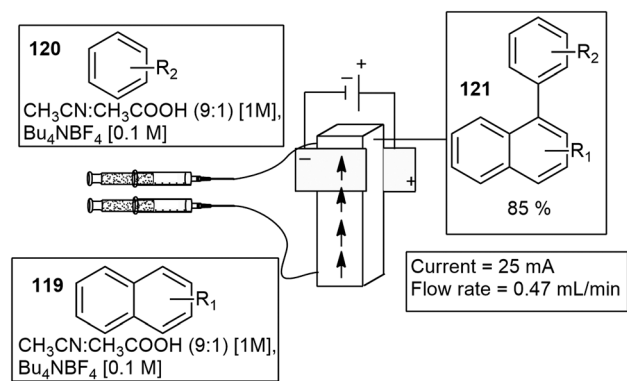 120
R2
CH3CN:CH3COOH (9:1) [1M],
Bu4NBF4 [0.1 M]
− +
−
+
121
R2
R1
85 %
119
R1
CH3CN:CH3COOH (9:1) [1M],
Bu4NBF4 [0.1 M]
Current = 25 mA
Flow rate = 0.47 mL/min